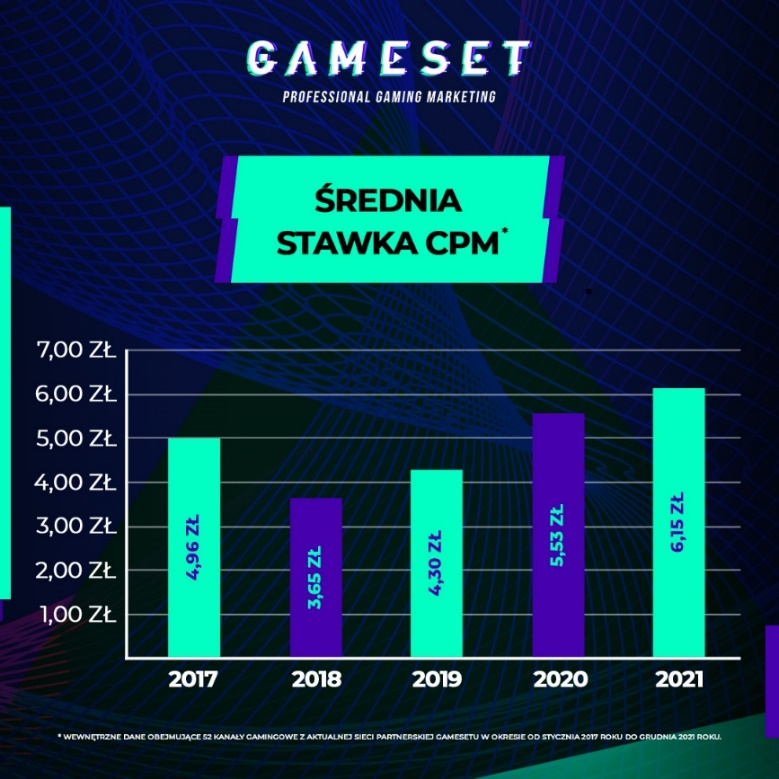 GAMESET
PROFESSIONAL GAMING MARKETING
ŚREDNIA
STAWKA CPM*
7,00 ZŁ
6,00 ZŁ
5,00 ZŁ
4,00 ZŁ
3,00 ZŁ
2,00 ZŁ
1,00 ZŁ
4,96 ZŁ
3,65 ZŁ
4,30 ZŁ
5,53 ZŁ
6,15 ZŁ
2017
2018
2019
2020
2021
* WEWNĘTRZNE DANE OBEJMUJĄCE 52 KANAŁY GAMINGOWE Z AKTUALNEJ SIECI PARTNERSKIEJ GAMESETU W OKRESIE OD STYCZNIA 2017 ROKU DO GRUDNIA 2021 ROKU.